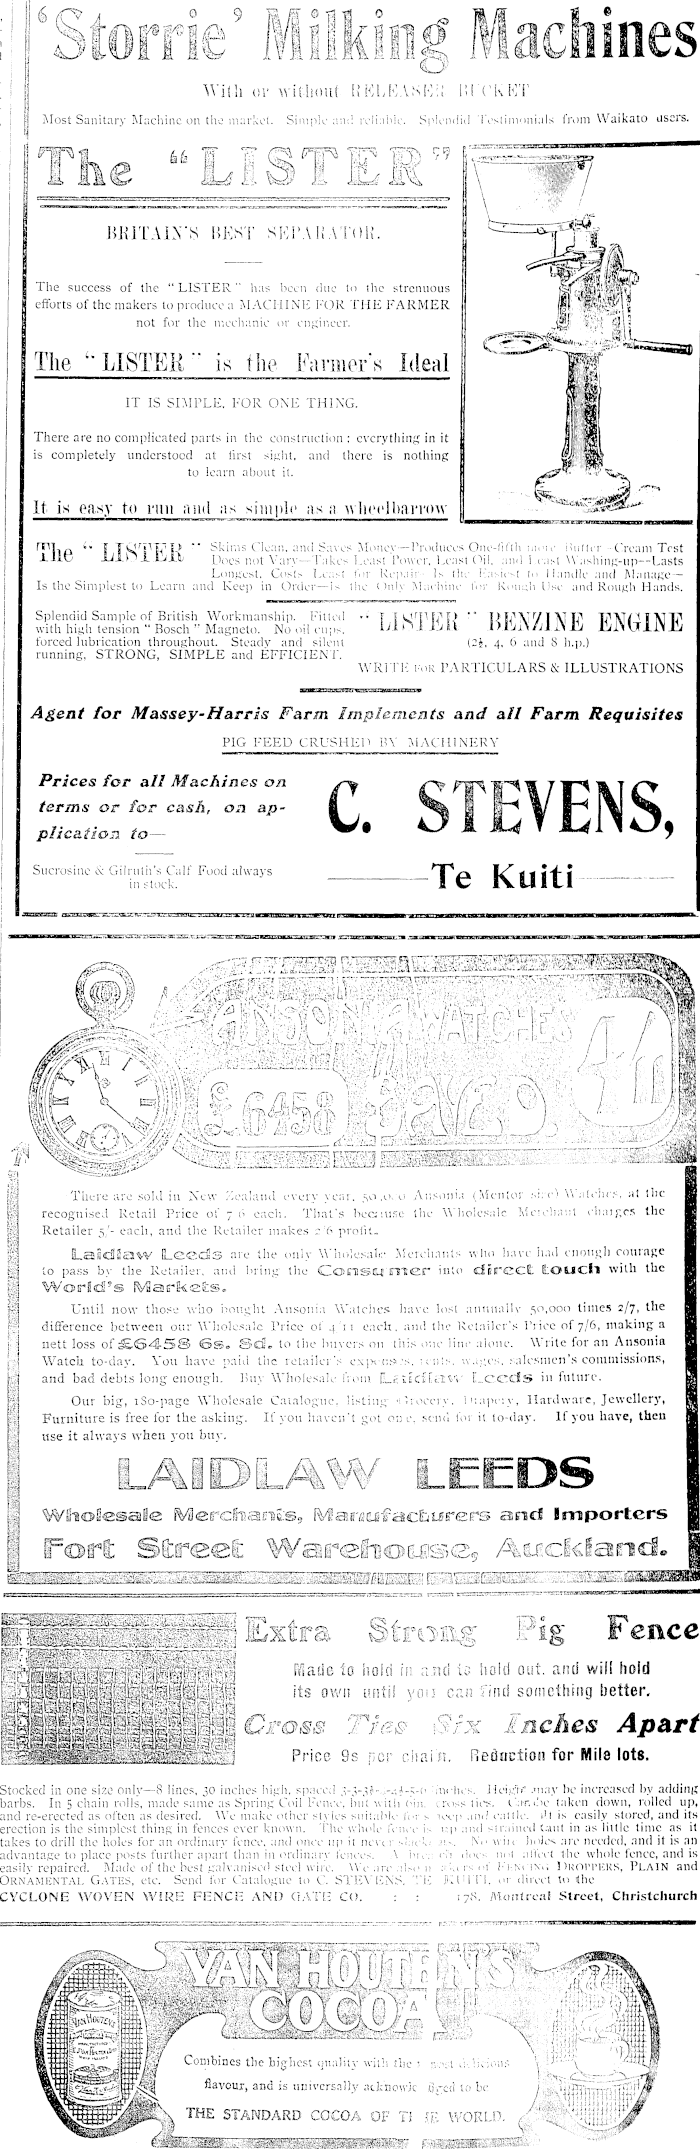 'Storrie' Milking Machines
With or without RELEASER BUCKET
Most Sanitary Machine on the market. Simple and reliable. Splendid Testimonials from Waikato users.
The "LISTER"
BRITAIN'S BEST SEPARATOR.
The success of the "LISTER" has been due to the strenuous
efforts of the makers to produce a MACHINE FOR THE FARMER
not for the mechanic or engineer.
The "LISTER" is the Farmer's Ideal
IT IS SIMPLE, FOR ONE THING.
There are no complicated parts in the construction; everything in it
is completely understood at first sight, and there is nothing
to learn about it.
It is easy to run and as simple as a wheelbarrow
The "LISTER" Skims Clean, and Saves Money—Produces One-fifth more Butter—Cream Test
Does not Vary—Takes Least Power, Least Oil, and Least Washing-up—Lasts
Longest, Costs Least for Repair—Is the Easiest to Handle and Manage—
Is the Simplest to Learn and Keep in Order—Is the Only Machine for Rough Use and Rough Hands.
Splendid Sample of British Workmanship. Fitted
with high tension "Bosch" Magneto. No oil cups,
forced lubrication throughout. Steady and silent
running, STRONG, SIMPLE and EFFICIENT.
"LISTER" BENZINE ENGINE
(2½, 4, 6 and 8 h.p.)
WRITE FOR PARTICULARS & ILLUSTRATIONS
Agent for Massey-Harris Farm Implements and all Farm Requisites
PIG FEED CRUSHED BY MACHINERY
Prices for all Machines on
terms or for cash, on ap-
plication to—
Sucrosine & Gilruth's Calf Food always
in stock.
C. STEVENS,
Te Kuiti
ANSONIA WATCHES
4/11
£6458 SAVED
There are sold in New Zealand every year, 50,000 Ansonia (Mentor size) Watches, at the
recognised Retail Price of 7/6 each. That's because the Wholesale Merchant charges the
Retailer 5/- each, and the Retailer makes 2/6 profit.
Laidlaw Leeds are the only Wholesale Merchants who have had enough courage
to pass by the Retailer, and bring the Consumer into direct touch with the
World's Markets.
Until now those who bought Ansonia Watches have lost annually 50,000 times 2/7, the
difference between our Wholesale Price of 4/11 each, and the Retailer's Price of 7/6, making a
nett loss of £6458 6s. 8d. to the buyers on this one line alone. Write for an Ansonia
Watch to-day. You have paid the retailer's expenses, rents, wages, salesmen's commissions,
and bad debts long enough. Buy Wholesale from Laidlaw Leeds in future.
Our big, 180-page Wholesale Catalogue, listing Grocery, Drapery, Hardware, Jewellery,
Furniture is free for the asking. If you haven't got one, send for it to-day. If you have, then
use it always when you buy.
LAIDLAW LEEDS
Wholesale Merchants, Manufacturers and Importers
Fort Street Warehouse, Auckland.
Extra Strong Pig Fence
Made to hold in and to hold out, and will hold
its own until you can find something better.
Cross Ties Six Inches Apart
Price 9s per chain. Reduction for Mile lots.
Stocked in one size only—8 lines, 30 inches high, spaced inches. Height may be increased by adding
barbs. In 5 chain rolls, made same as Spring Coil Fence, but with 6in. cross ties. Can be taken down, rolled up,
and re-erected as often as desired. We make other styles suitable for sheep and cattle. It is easily stored, and its
erection is the simplest thing in fences ever known. The whole fence is up and strained taut in as little time as it
takes to drill the holes for an ordinary fence, and once up it never slackens. No wire holes are needed, and it is an
advantage to place posts further apart than in ordinary fences. A breach does not affect the whole fence, and is
easily repaired. Made of the best galvanised steel wire. We are also makers of FENCING DROPPERS, PLAIN and
ORNAMENTAL GATES, etc. Send for Catalogue to C. STEVENS, TE KUITI, or direct to the
CYCLONE WOVEN WIRE FENCE AND GATE CO. : : 178, Montreal Street, Christchurch
VAN HOUTEN'S
COCOA
Combines the highest quality with the most delicious
flavour, and is universally acknowledged to be
THE STANDARD COCOA OF THE WORLD.